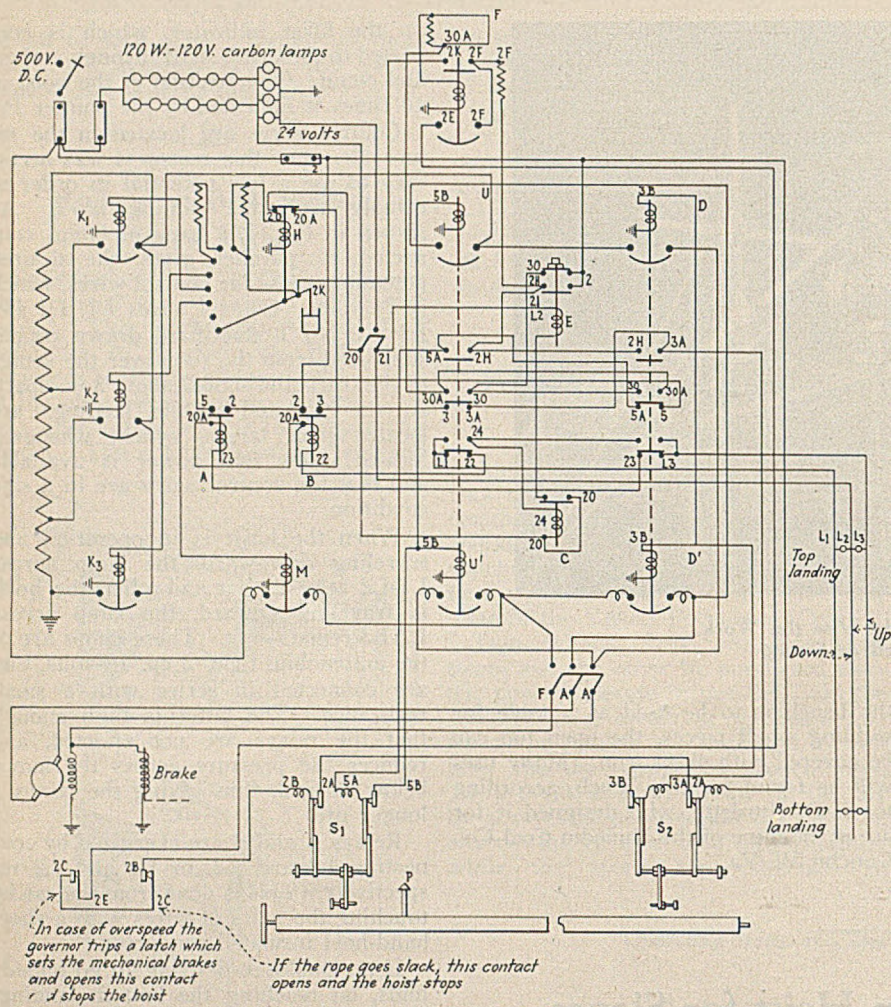 F
30A
2K 2F 2F
120 W.-120 V. carbon lamps
500V.
D.C.
24 volts
2E 2F
2
5B U 3B D
K1
20 20A
H
30
2H 2
21
L2 E
2K
20 21
5A 2H 2H 3A
K2
5 2 2 3 30A 30 30 30A
20A 20A 3 3A 5A 5
24
23 22 L1 22 23 L3
A B
20
24
20 C
L1 L2 L3
Top
landing
K3
M
5B U' 3B D'
Up
Down
F A A
Brake
2B 2A 5A 5B 3B 3A 2A
S1 S2
Bottom
landing
2C 2B
2E 2C
P
In case of overspeed the
governor trips a latch which
sets the mechanical brakes
and opens this contact
stops the hoist
If the rope goes slack, this contact
opens and the hoist
stops